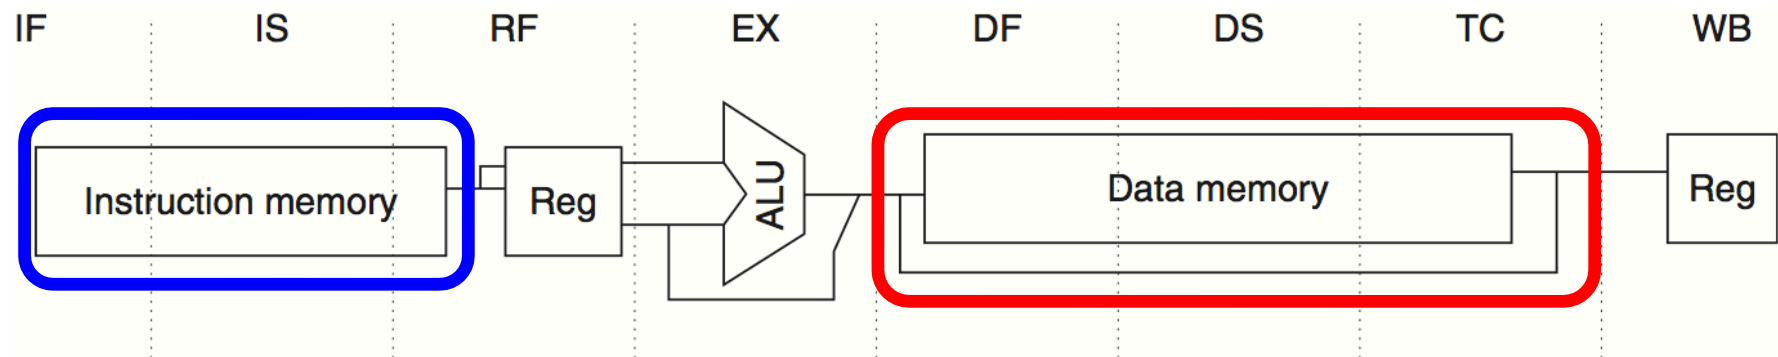 IF IS RF EX DF DS TC WB
Instruction memory Reg ALU Data memory Reg